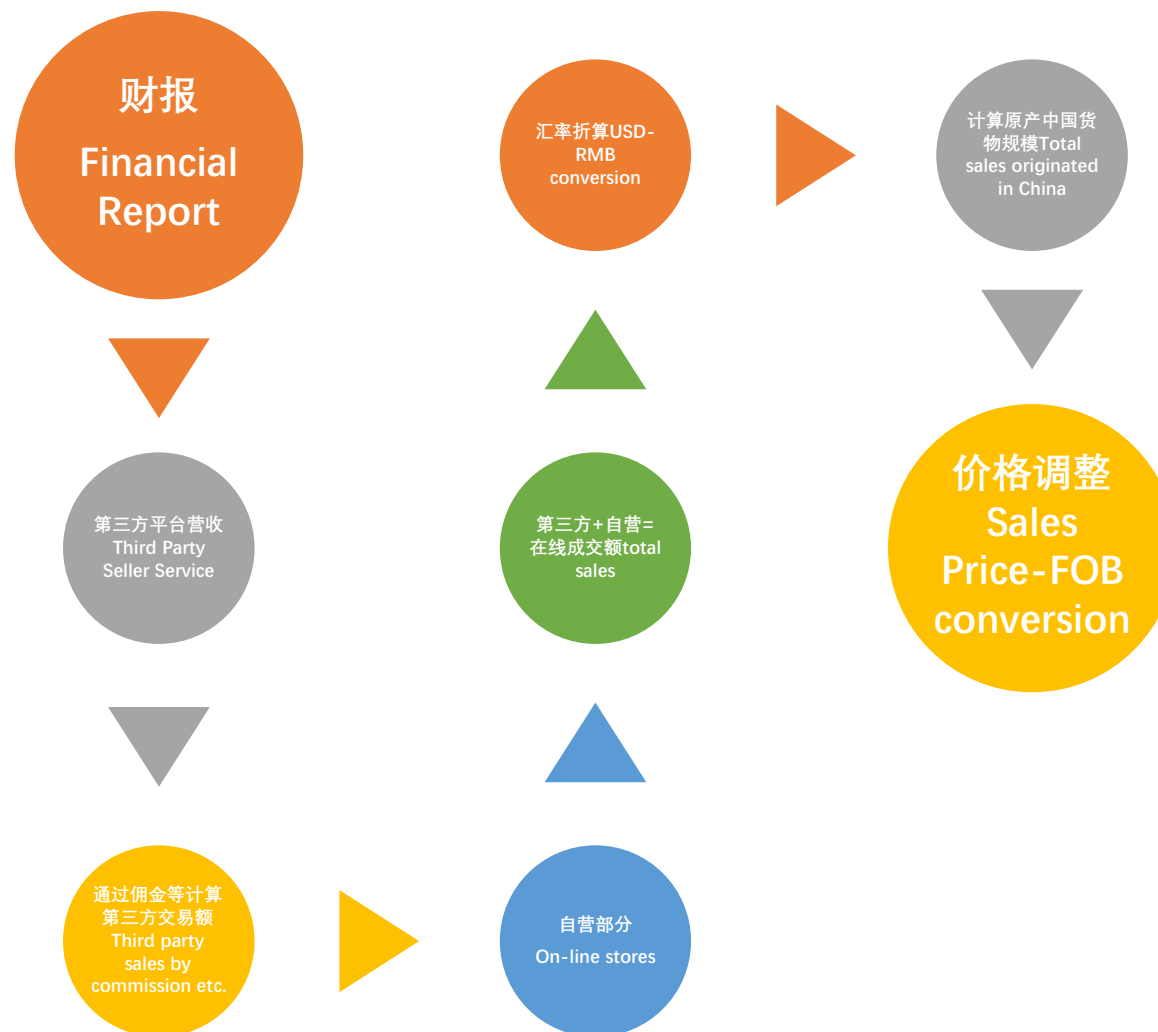 财报
Financial
Report
第三方平台营收
Third Party
Seller Service
通过佣金等计算
第三方交易额
Third party
sales by
commission etc.
自营部分
On-line stores
第三方+自营=
在线成交额total
sales
汇率折算USD-
RMB
conversion
计算原产中国货
物规模Total
sales originated
in China
价格调整
Sales
Price-FOB
conversion